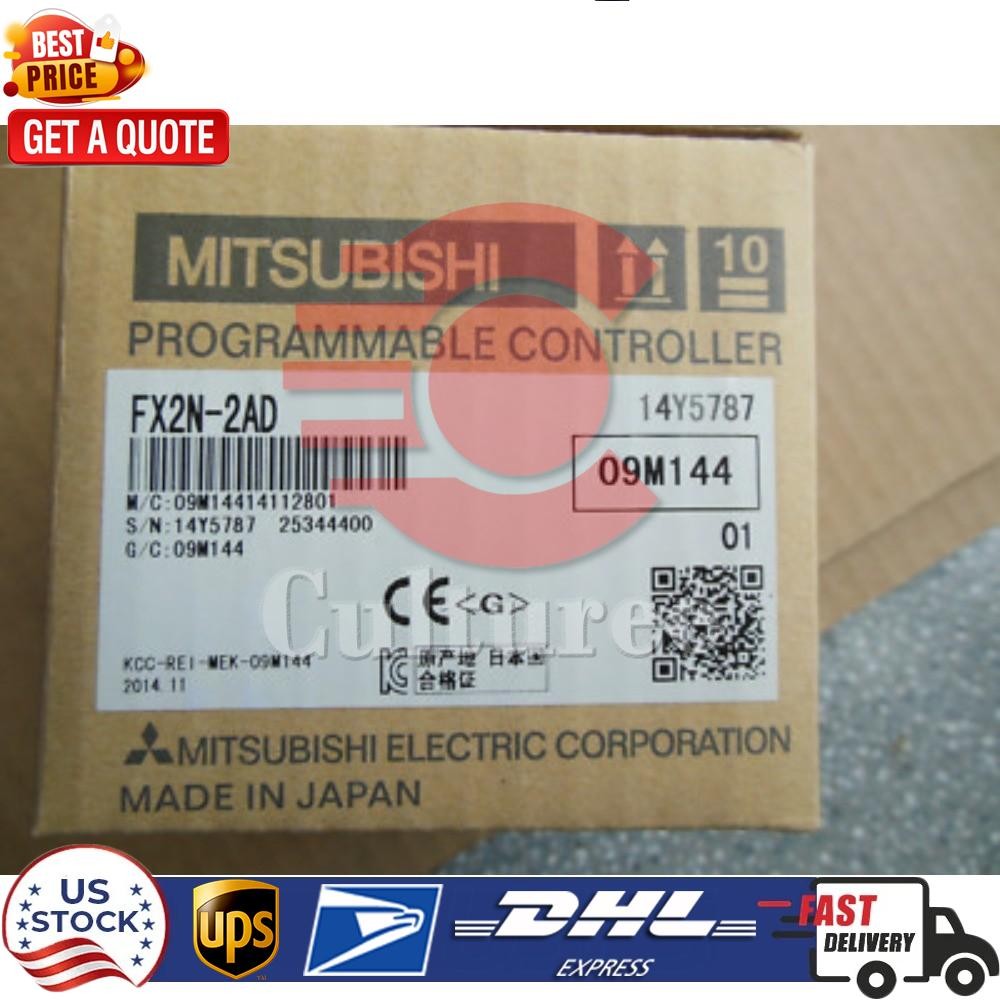 BEST
PRICE
GET A QUOTE
MITSUBISHI
10
PROGRAMMABLE CONTROLLER
FX2N-2AD
14Y5787
09M144
M/C:09M14414112801
S/N:14Y5787 25344400
G/C:09M144
01
CE <G>
Culture
KCC-REI-MEK-09M144
2014.11
原产地 日本国
合格证
MITSUBISHI ELECTRIC CORPORATION
MADE IN JAPAN
US
STOCK
ups
DHL
EXPRESS
FAST
DELIVERY